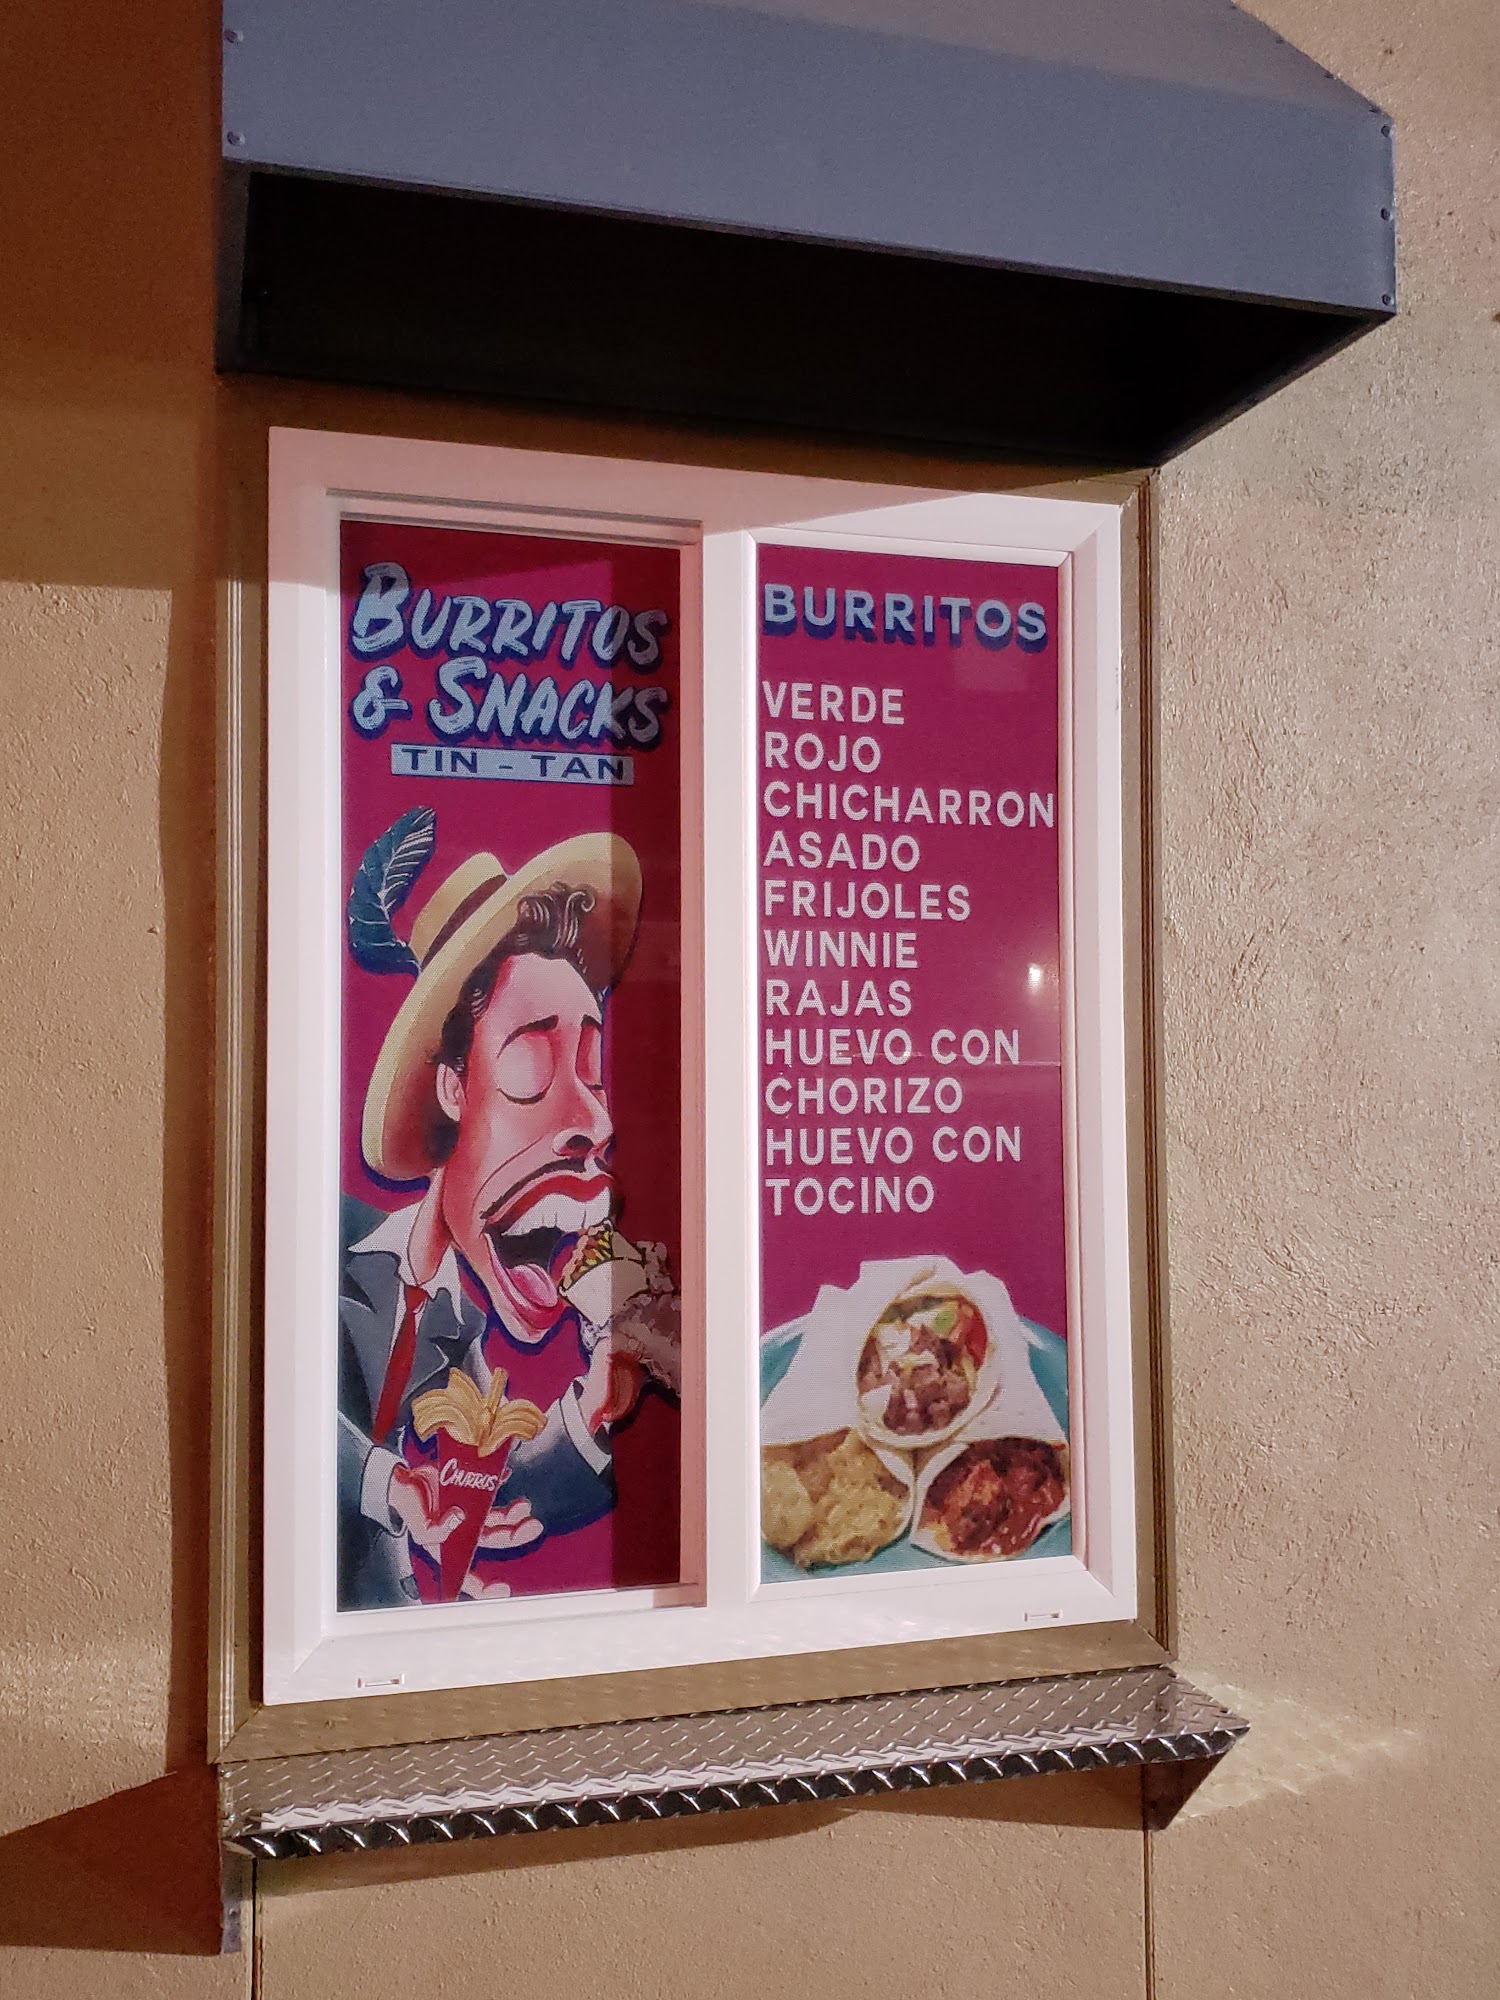 BURRITOS
& SNACKS
TIN - TAN
CHURROS
BURRITOS
VERDE
ROJO
CHICHARRON
ASADO
FRIJOLES
WINNIE
RAJAS
HUEVO CON
CHORIZO
HUEVO CON
TOCINO